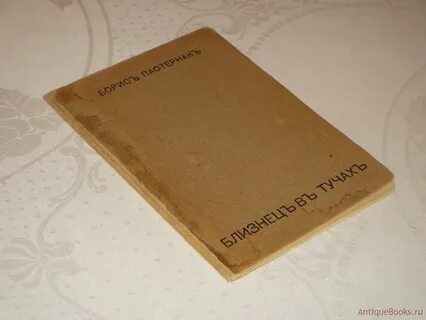 БОРИСЪ ПАСТЕРНАКЪ
БЛИЗНЕЦЪ ВЪ ТУЧАХЪ
AntiqueBooks.ru